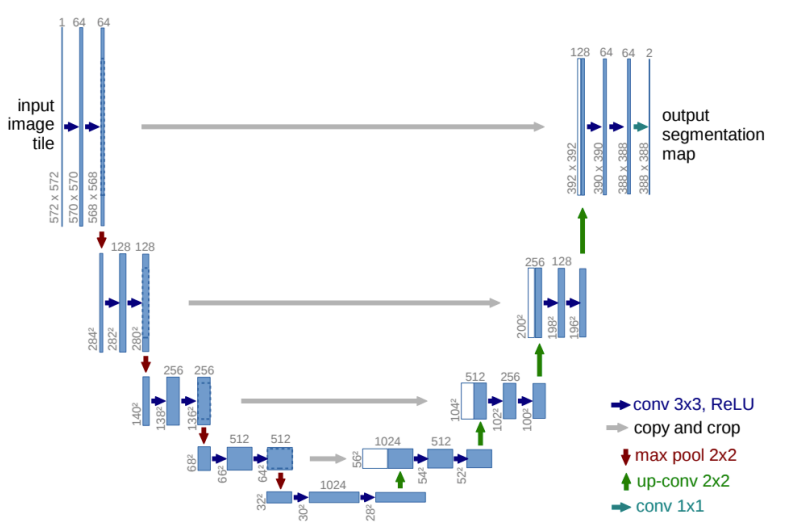 1 64 64
128 64 64 2
input
image
tile
output
segmentation
map
572 x 572
570 x 570
568 x 568
392 x 392
390 x 390
388 x 388
388 x 388
128 128
256 128
284²
282²
280²
200²
198²
196²
256 256
512 256
140²
138²
136²
104²
102²
100²
512 512
1024 512
68²
66²
64²
56²
54²
52²
1024
32²
30²
28²
conv 3x3, ReLU
copy and crop
max pool 2x2
up-conv 2x2
conv 1x1